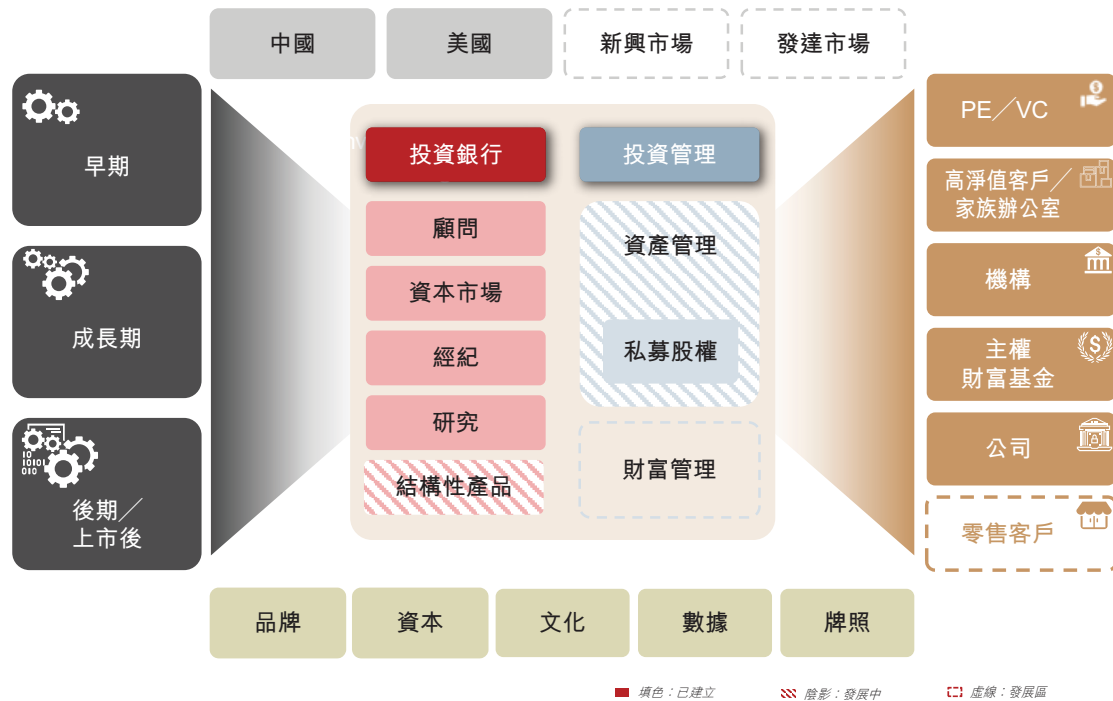 中國
美國
新興市場
發達市場
早期
成長期
10
10101
010
後期／
上市後
投資銀行
顧問
資本市場
經紀
研究
結構性產品
投資管理
資產管理
私募股權
財富管理
PE／VC
高淨值客戶／
家族辦公室
機構
主權
財富基金
公司
零售客戶
品牌
資本
文化
數據
牌照
填色：已建立
陰影：發展中
虛線：發展區